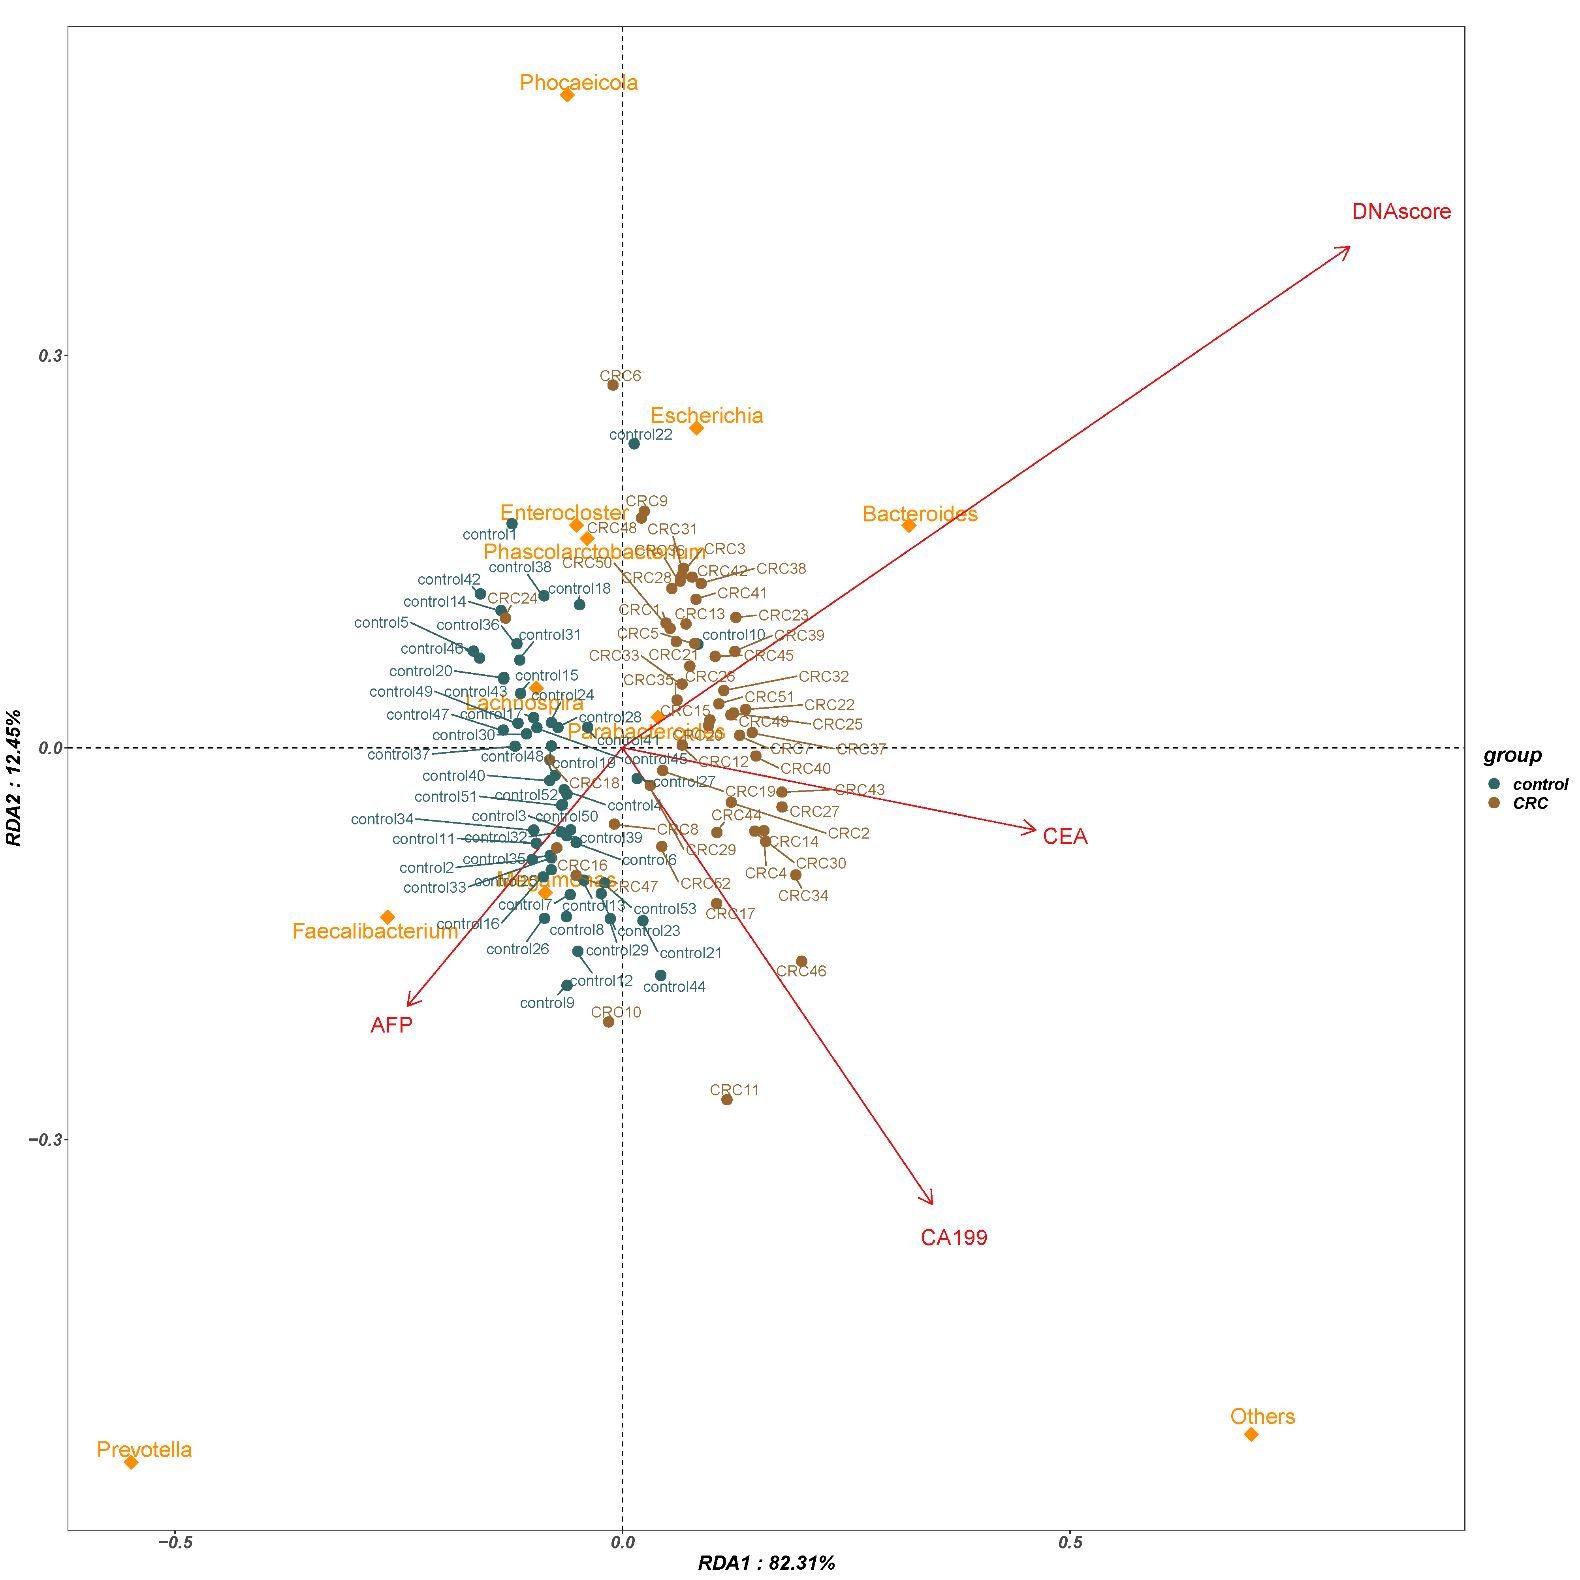 Phocaeicola
DNAscore
0.3
CRC6
Escherichia
control22
CRC9
Enterocloster
Bacteroides
CRC48
CRC31
control1
Phascolarctobacterium
CRC36
CRC3
CRC50
control38
CRC42
CRC38
control42
CRC28
control18
CRC41
control14
CRC24
CRC1
CRC13
CRC23
control5
control36
CRC5
control10
CRC39
control31
control46
CRC33
CRC21
CRC45
control20
control15
CRC35
CRC26
CRC32
control49
control43
control24
CRC51
Lachnospira
CRC22
control47
control17
control28
CRC15
CRC49
CRC25
control30
Parabacteroides
CRC20
control41
0.0
control37
control48
control19
control45
CRC12
CRC7
CRC37
CRC40
control40
CRC18
control27
CRC19
CRC43
control51
control52
control4
CRC44
CRC27
control34
control3
control50
CRC8
CRC2
control11
control32
control39
CRC29
CRC14
control2
control35
control6
CRC30
CRC16
CRC4
control33
control25
Megamonas
CRC47
CRC52
CRC34
control7
control13
control53
CRC17
control16
Faecalibacterium
control8
control23
control26
control29
control21
CRC46
control12
control44
control9
CRC10
AFP
CEA
CRC11
−0.3
CA199
Others
Prevotella
−0.5
0.0
0.5
RDA1 : 82.31%
RDA2 : 12.45%
group
control
CRC